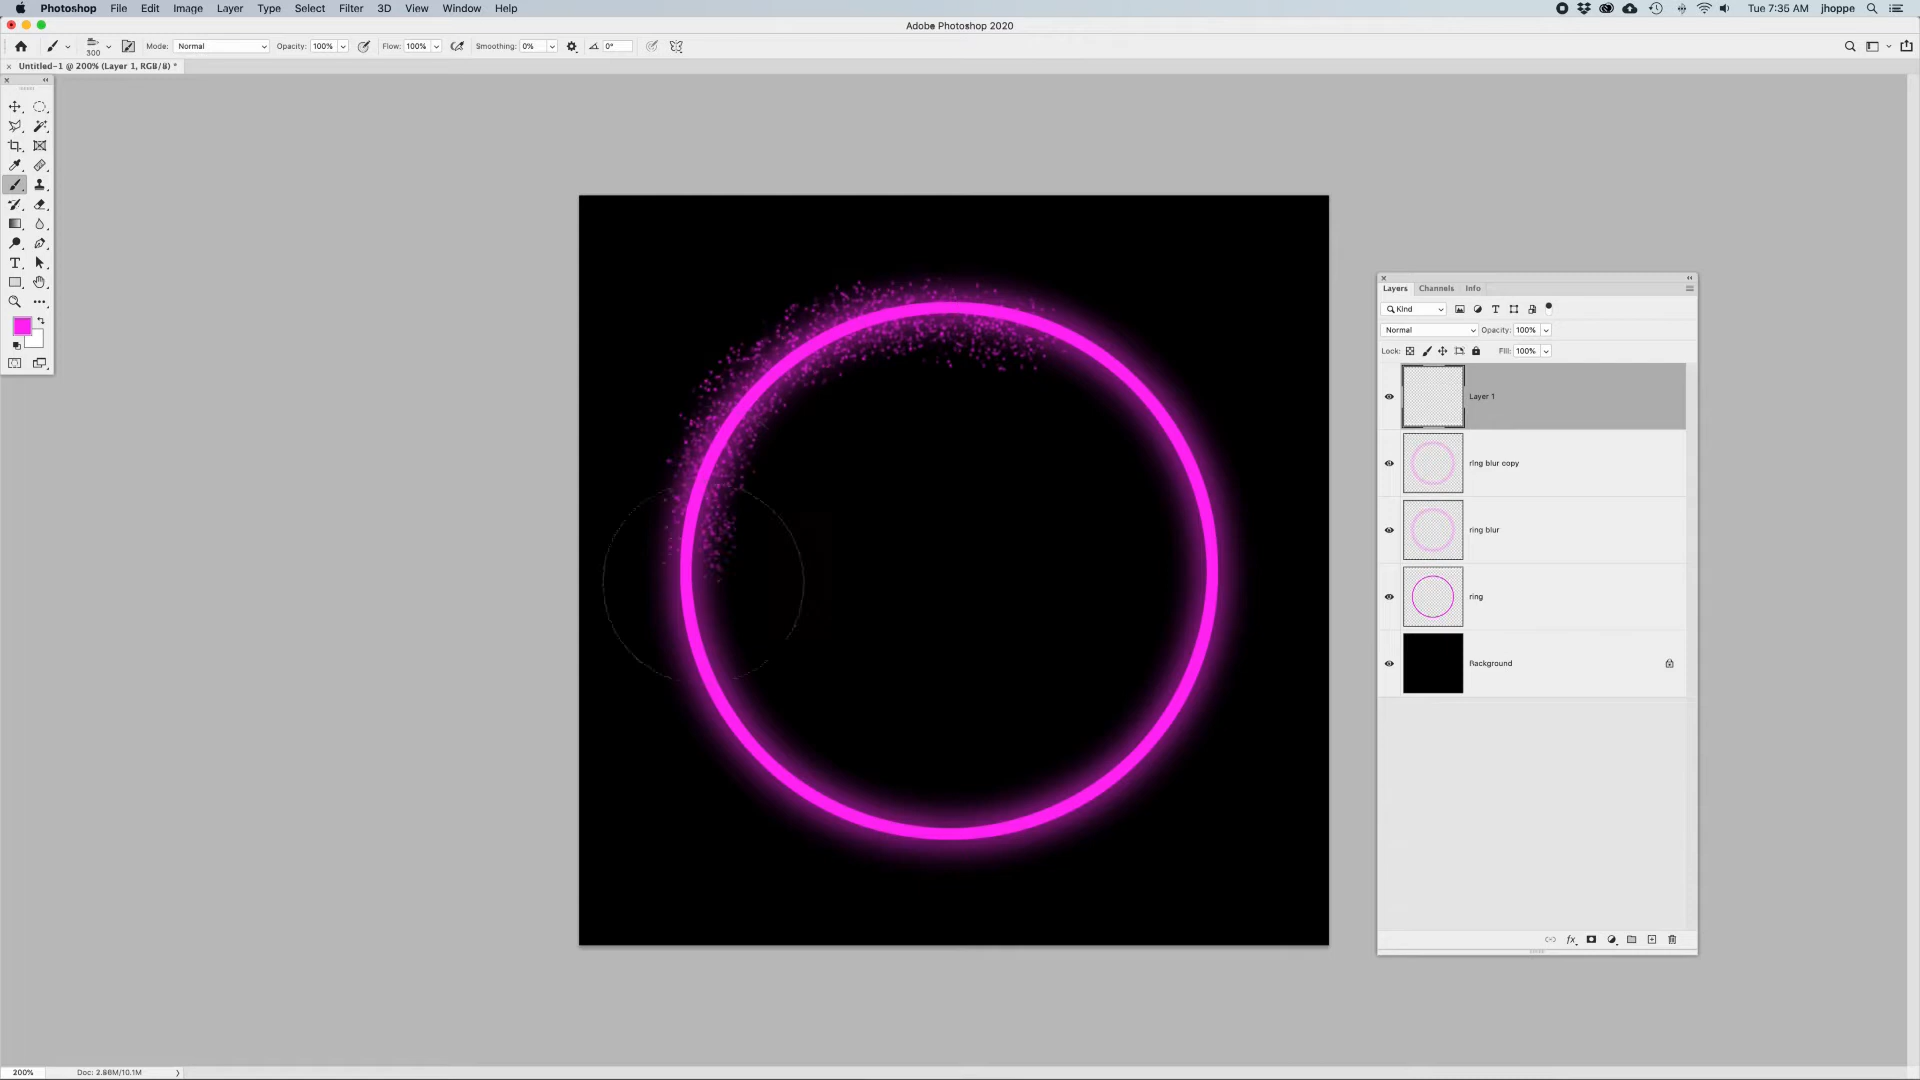 Photoshop File Edit Image Layer Type Select Filter 3D View Window Help Tue 7:35 AM jhoppe
Adobe Photoshop 2020
300 Mode: Normal Opacity: 100% Flow: 100% Smoothing: 0% 0°
Untitled-1 @ 200% (Layer 1, RGB/8) *
Layers Channels Info
Kind
Normal Opacity: 100%
Lock: Fill: 100%
Layer 1
ring blur copy
ring blur
ring
Background
200% Doc: 2.86M/10.1M